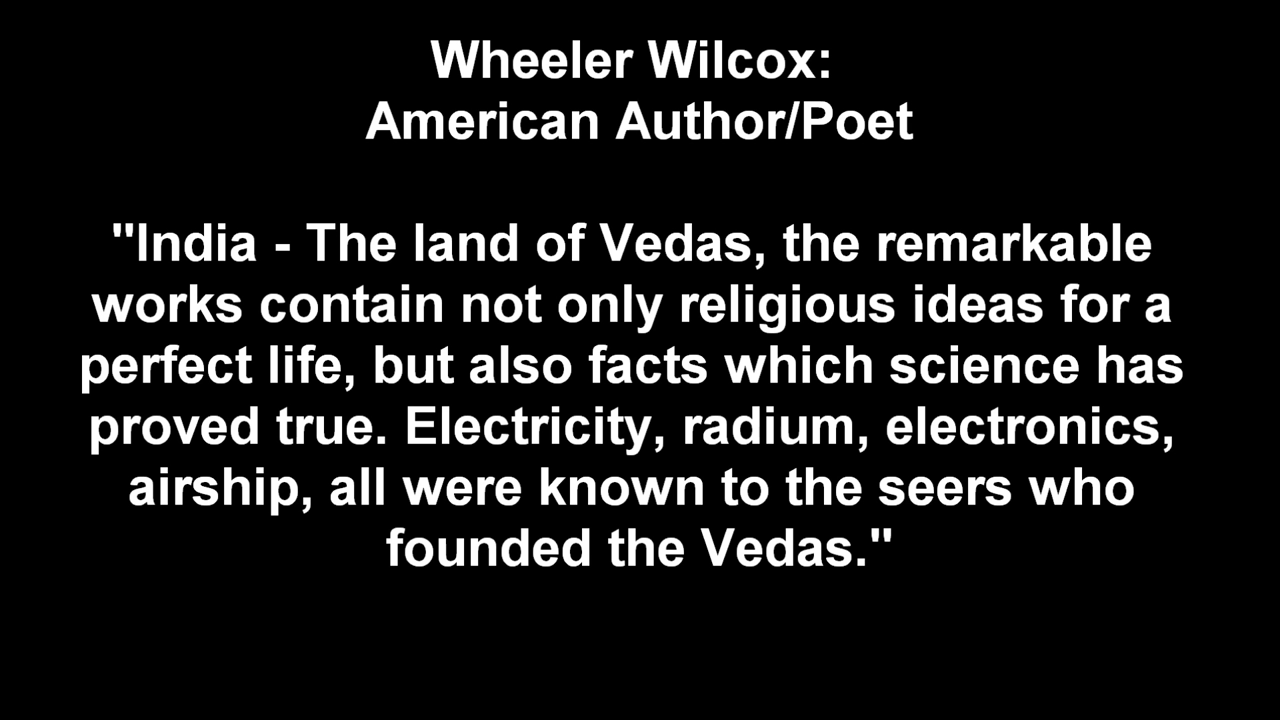 Wheeler Wilcox:
American Author/Poet
"India - The land of Vedas, the remarkable
works contain not only religious ideas for a
perfect life, but also facts which science has
proved true. Electricity, radium, electronics,
airship, all were known to the seers who
founded the Vedas."